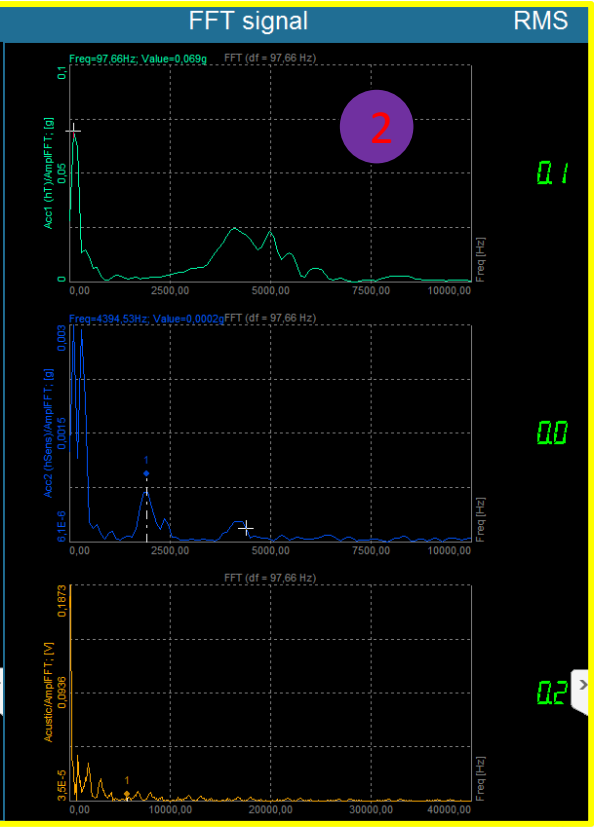 FFT signal RMS
Freq=97,66Hz; Value=0,069g FFT (df = 97,66 Hz)
0,1
0,05
0
Acc1 (hT)/AmplFFT; [g]
2
0.1
Freq [Hz]
0,00 2500,00 5000,00 7500,00 10000,00
Freq=4394,53Hz; Value=0,0002g FFT (df = 97,66 Hz)
0,003
0,0015
6,1E-6
Acc2 (hSens)/AmplFFT; [g]
1
0.0
Freq [Hz]
0,00 2500,00 5000,00 7500,00 10000,00
FFT (df = 97,66 Hz)
0,1873
0,0936
3,5E-5
Acustic/AmplFFT; [V]
1
0.2
>
Freq [Hz]
0,00 10000,00 20000,00 30000,00 40000,00